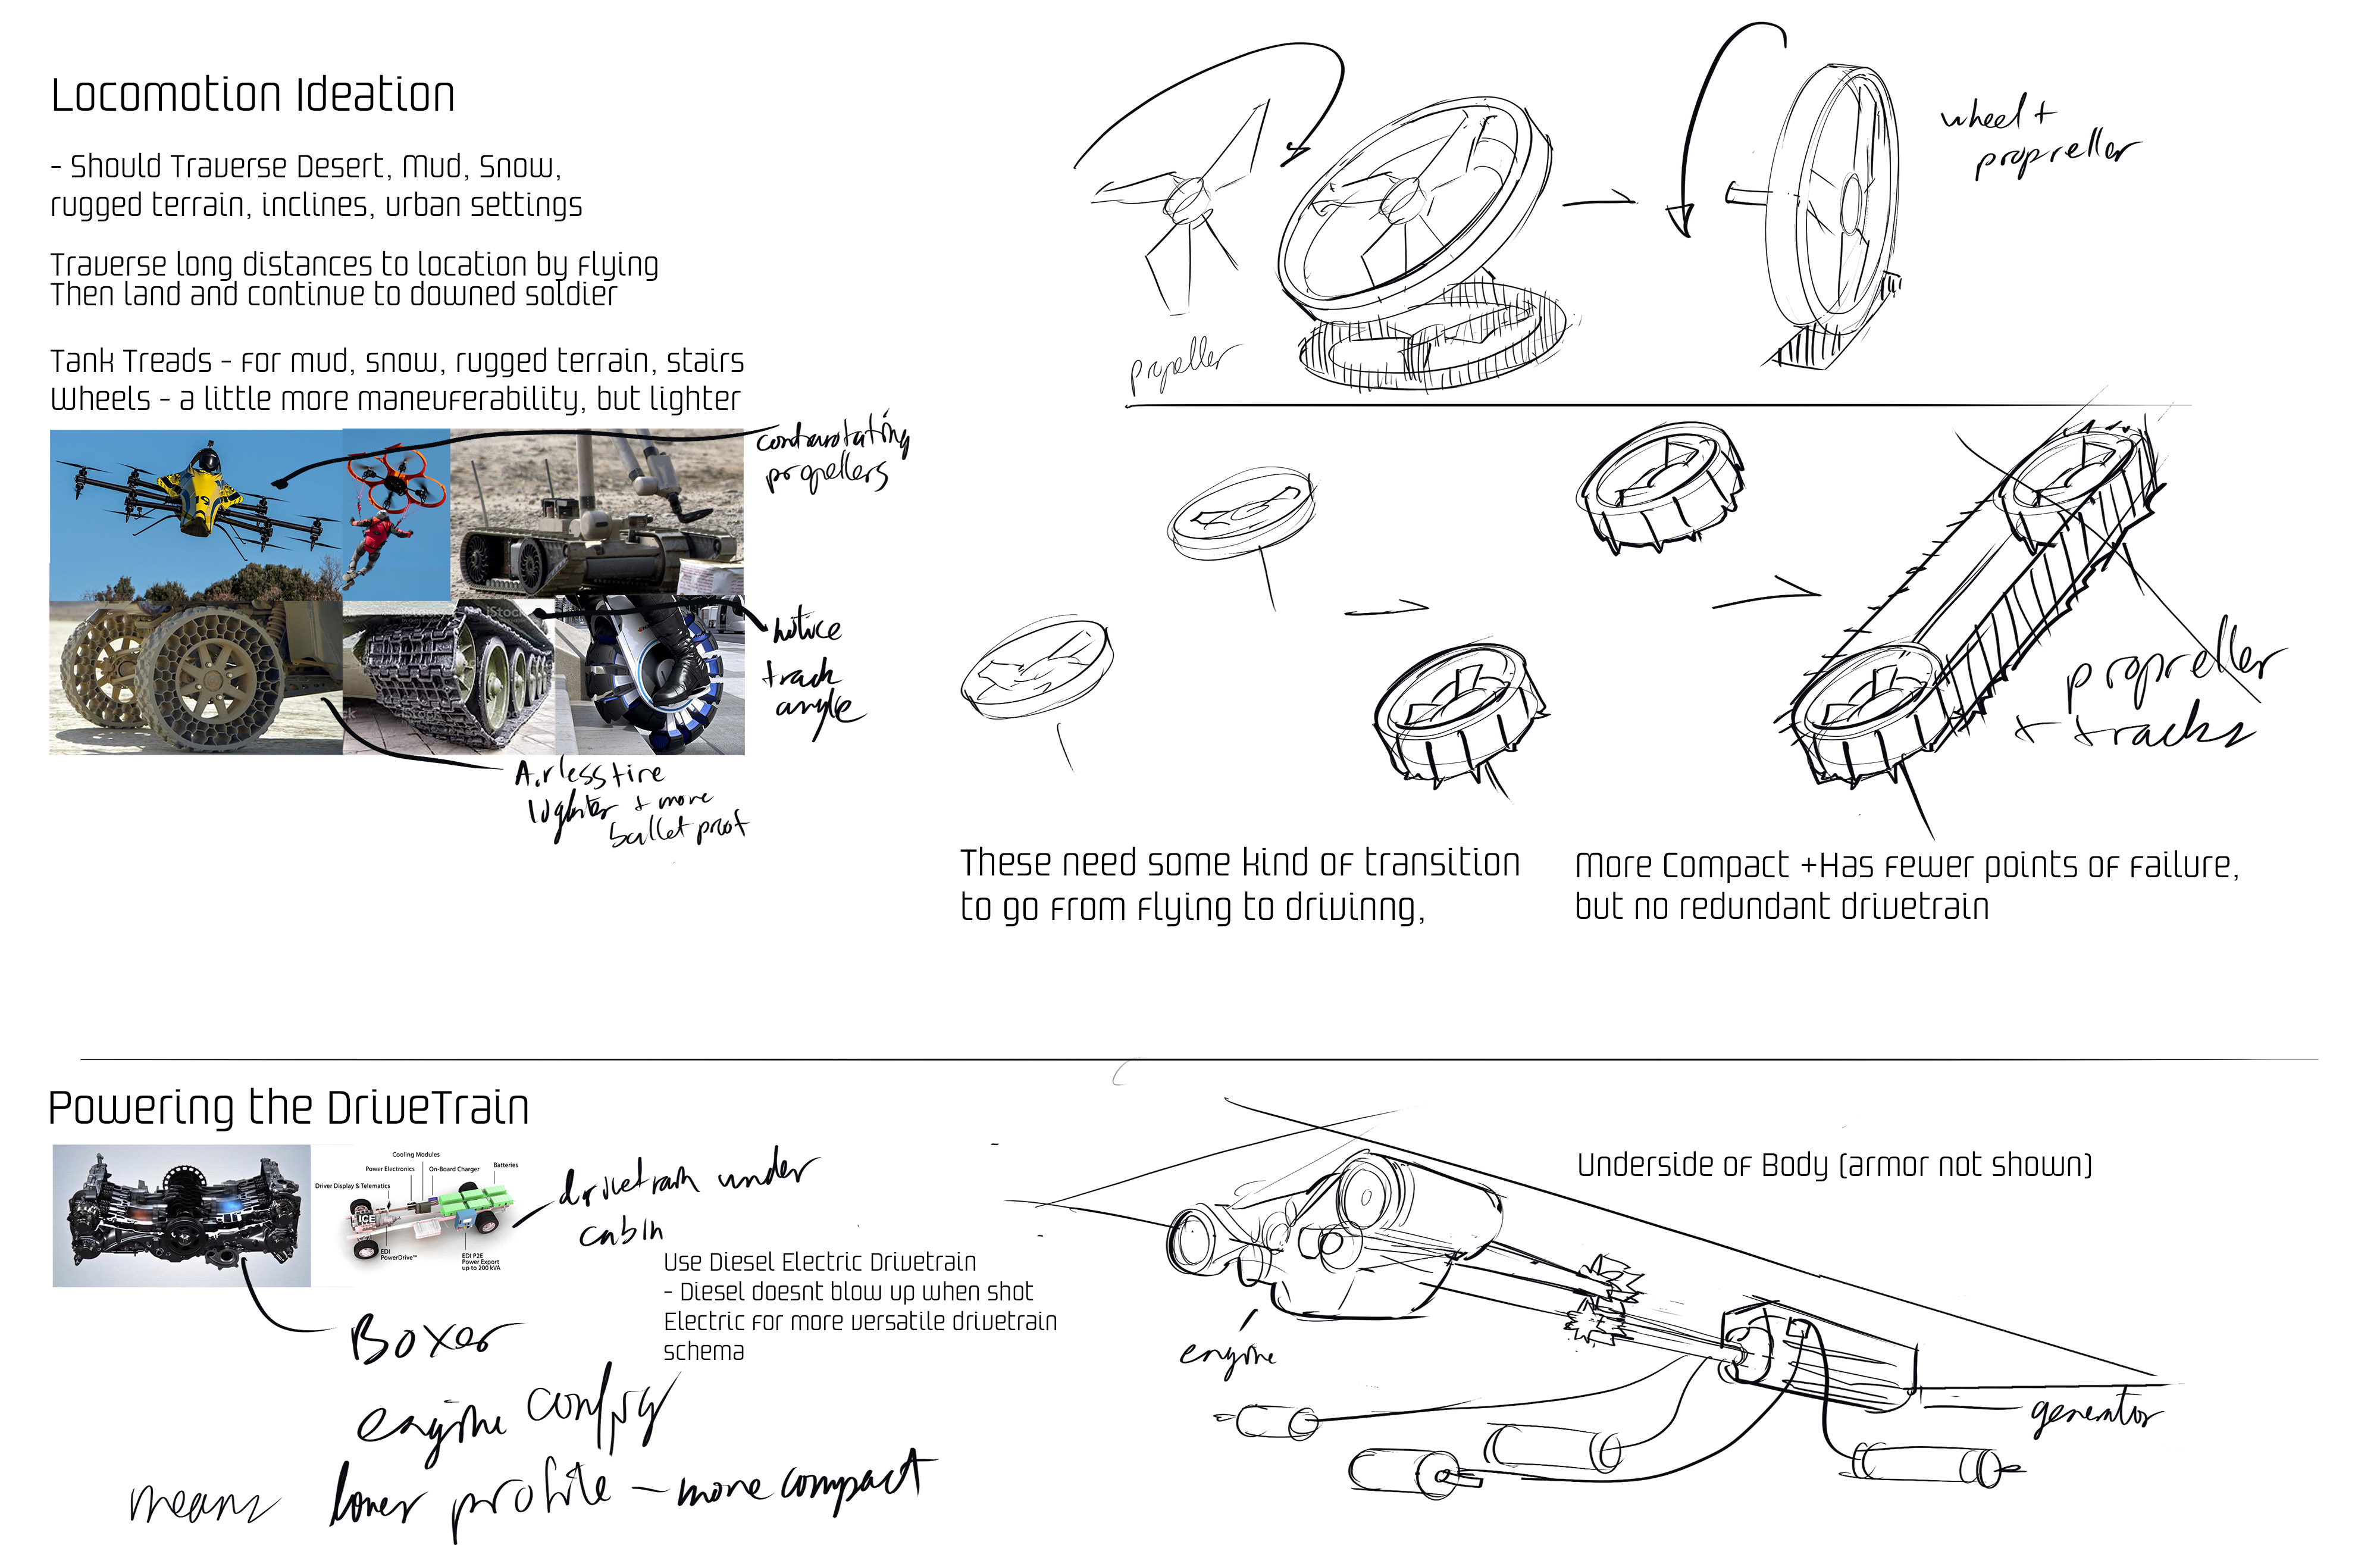 Locomotion Ideation
- Should Traverse Desert, Mud, Snow,
rugged terrain, inclines, urban settings
Traverse long distances to location by flying
Then land and continue to downed soldier
Tank Treads - for mud, snow, rugged terrain, stairs
Wheels - a little more maneuferability, but lighter
contrarotating
propellers
iStock
notice
track
angle
Airless tire
lighter + more
bullet proof
propeller
wheel +
propreller
propreller
+ tracks
These need some kind of transition
to go from flying to drivinng,
More Compact +Has fewer points of failure,
but no redundant drivetrain
Powering the DriveTrain
Cooling Modules
Power Electronics
On-Board Charger
Batteries
Driver Display & Telematics
ICE
EDI
PowerDrive™
EDI P2E
Power Export
up to 200 kVA
drivetrain under
cabin
Use Diesel Electric Drivetrain
- Diesel doesnt blow up when shot
Electric for more versatile drivetrain
schema
Boxer
engine config
means lower profile - more compact
Underside of Body (armor not shown)
engine
generator